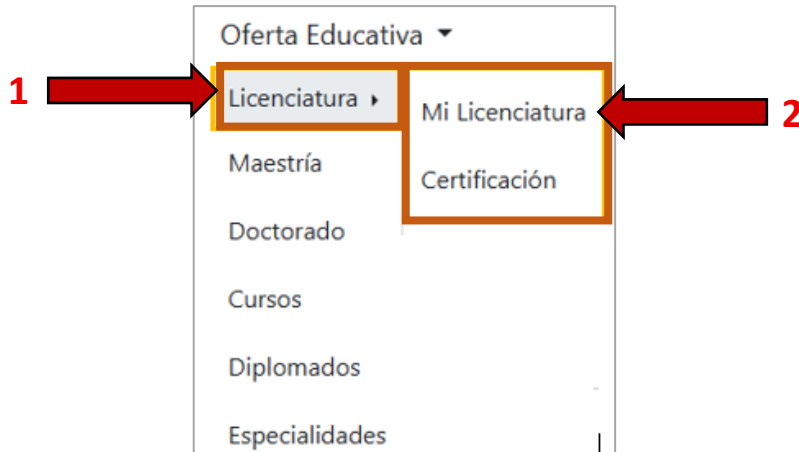 Oferta Educativa
1
Licenciatura
Mi Licenciatura
2
Maestría
Certificación
Doctorado
Cursos
Diplomados
Especialidades